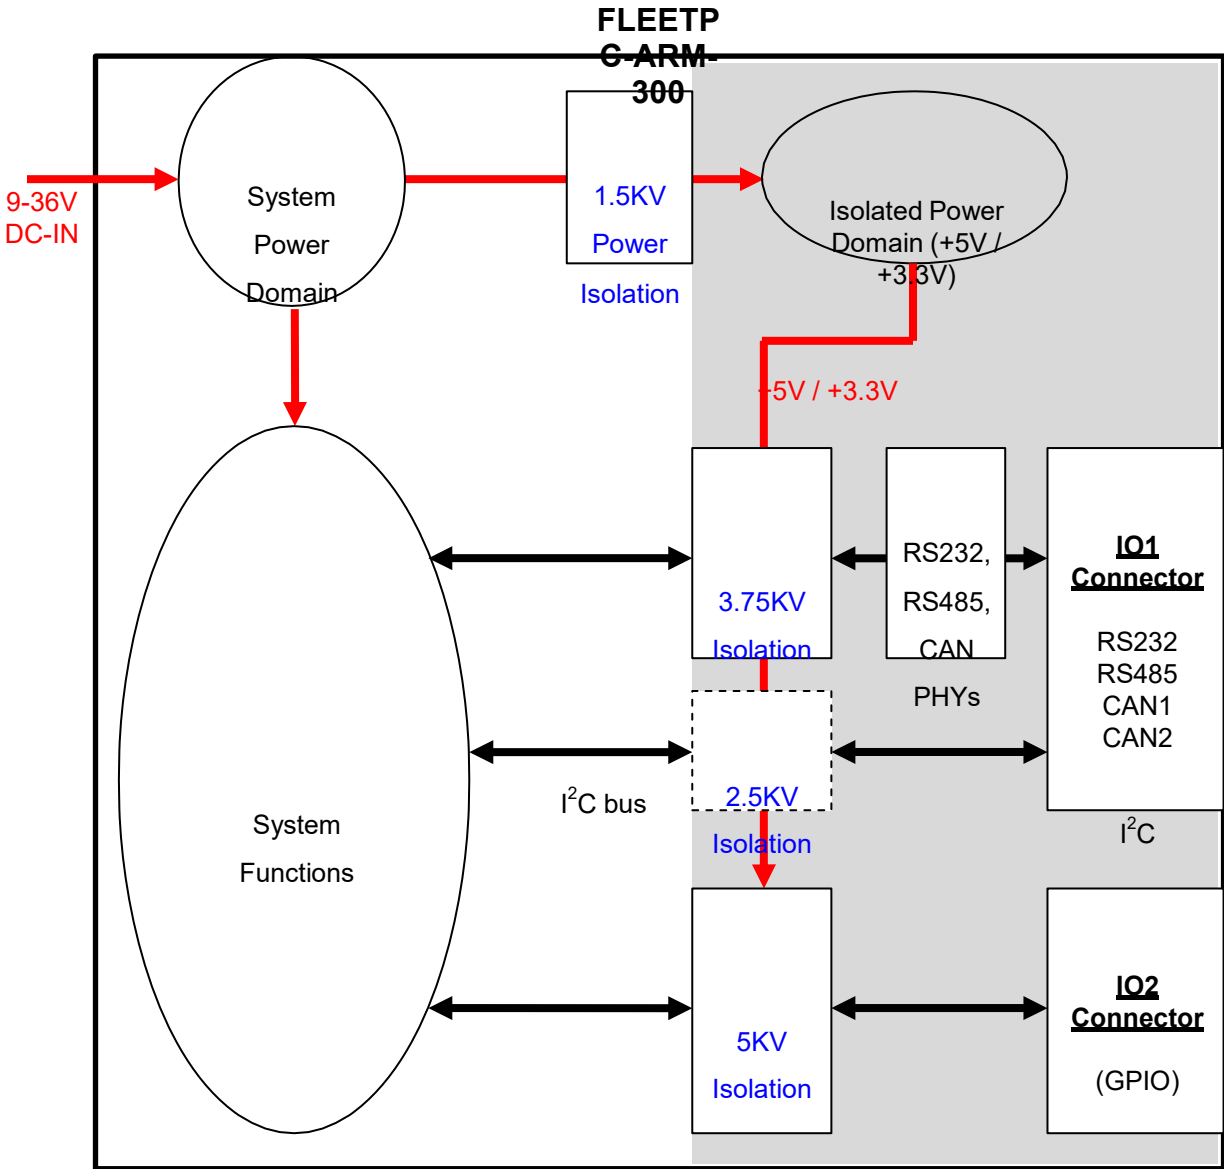 FLEETP
C-ARM-
300
9-36V
DC-IN
System
Power
Domain
1.5KV
Power
Isolation
Isolated Power
Domain (+5V /
+3.3V)
+5V / +3.3V
3.75KV
Isolation
RS232,
RS485,
CAN
PHYs
IO1
Connector
RS232
RS485
CAN1
CAN2
I²C
I²C bus
2.5KV
Isolation
System
Functions
5KV
Isolation
IO2
Connector
(GPIO)